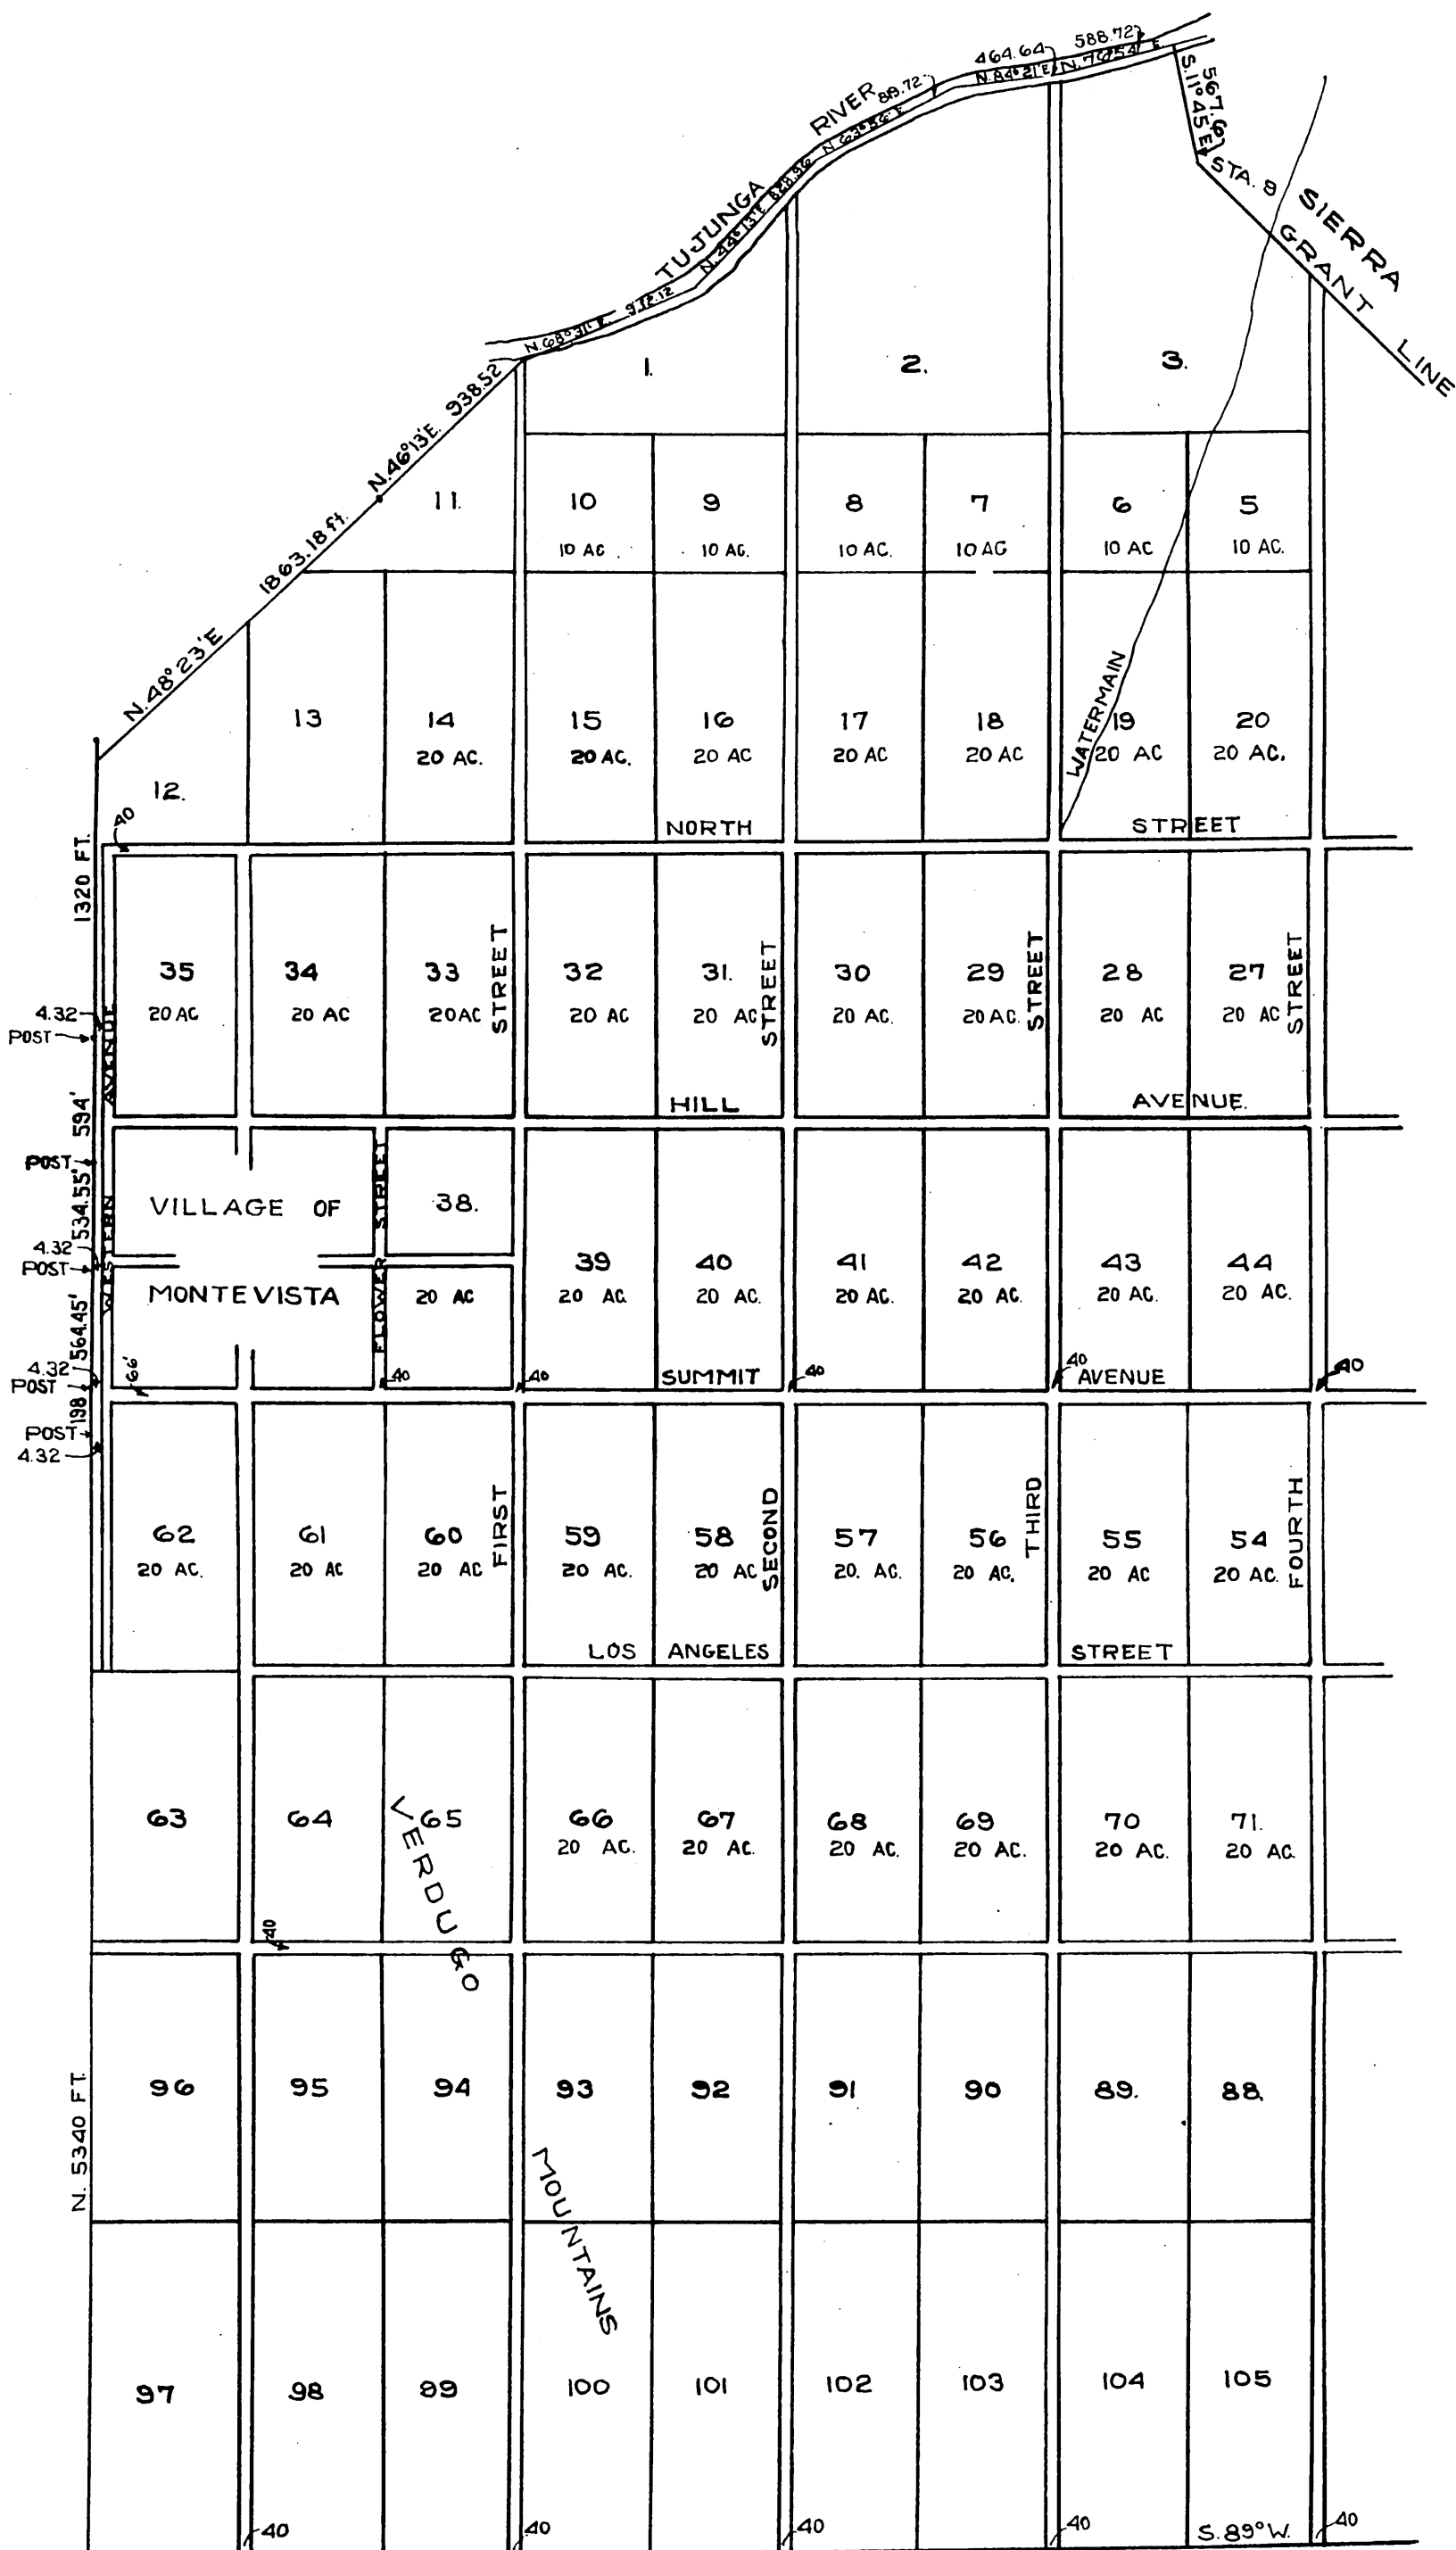 588.72
464.64
N. 76°54' E.
N. 84°21' E.
567.6
S. 11°45' E
RIVER
N 63°56' E
STA. 9
SIERRA
GRANT
LINE
TUJUNGA
N. 44°13' E 828.96
N. 68°31' E. 912.12
1.
2.
3.
N. 46°13' E. 938.52
11.
10
9
8
7
6
5
10 AC.
10 AC.
10 AC.
10 AC
10 AC
10 AC.
1863.18 ft.
N. 48°23' E
WATERMAIN
13
14
15
16
17
18
19
20
20 AC.
20 AC.
20 AC
20 AC
20 AC
20 AC
20 AC.
12.
40
NORTH
STREET
1320 FT.
35
34
33
32
31.
30
29
28
27
20 AC
20 AC
20 AC
20 AC
20 AC
20 AC.
20 AC.
20 AC
20 AC
STREET
STREET
STREET
STREET
4.32
POST
WESTERN AVENUE
HILL
AVENUE.
594'
POST
534.55'
4.32
POST
VILLAGE OF
MONTEVISTA
FLOWER STREET
38.
20 AC
39
40
41
42
43
44
20 AC
20 AC.
20 AC.
20 AC.
20 AC.
20 AC.
564.45'
4.32
POST
66'
40
40
SUMMIT
40
40
AVENUE
40
198
POST
4.32
62
61
60
59
58
57
56
55
54
20 AC.
20 AC
20 AC
20 AC.
20 AC
20. AC.
20 AC.
20 AC
20 AC.
FIRST
SECOND
THIRD
FOURTH
LOS ANGELES
STREET
63
64
65
66
67
68
69
70
71.
20 AC.
20 AC.
20 AC.
20 AC.
20 AC.
20 AC.
VERDUGO
40
N. 5340 FT.
96
95
94
93
92
91
90
89.
88.
MOUNTAINS
97
98
99
100
101
102
103
104
105
40
40
40
40
S. 89° W.
40